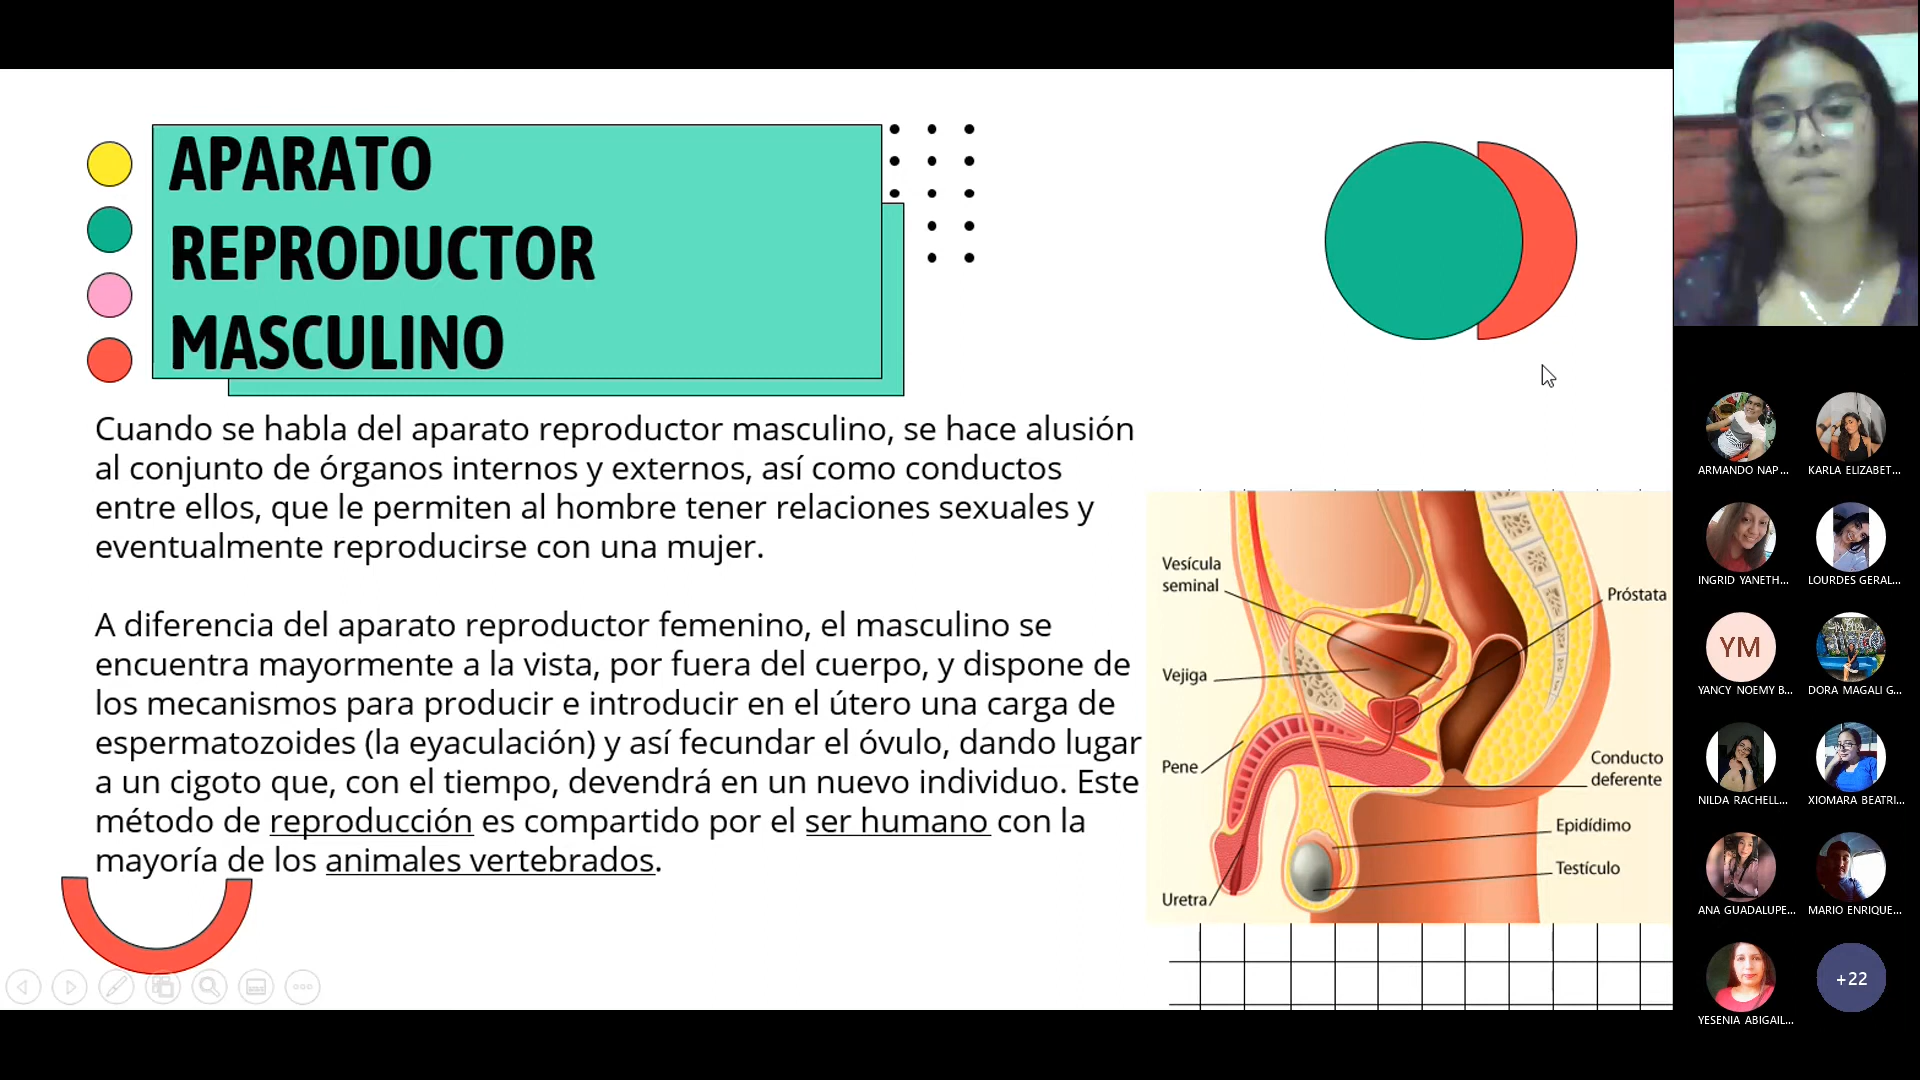 APARATO
REPRODUCTOR
MASCULINO
Cuando se habla del aparato reproductor masculino, se hace alusión
al conjunto de órganos internos y externos, así como conductos
entre ellos, que le permiten al hombre tener relaciones sexuales y
eventualmente reproducirse con una mujer.
A diferencia del aparato reproductor femenino, el masculino se
encuentra mayormente a la vista, por fuera del cuerpo, y dispone de
los mecanismos para producir e introducir en el útero una carga de
espermatozoides (la eyaculación) y así fecundar el óvulo, dando lugar
a un cigoto que, con el tiempo, devendrá en un nuevo individuo. Este
método de reproducción es compartido por el ser humano con la
mayoría de los animales vertebrados.
Vesícula
seminal
Próstata
Vejiga
Pene
Conducto
deferente
Epidídimo
Testículo
Uretra
ARMANDO NAP...
KARLA ELIZABET...
INGRID YANETH...
LOURDES GERAL...
YM
YANCY NOEMY B...
DORA MAGALI G...
NILDA RACHELL...
XIOMARA BEATRI...
ANA GUADALUPE...
MARIO ENRIQUE...
YESENIA ABIGAIL...
+22